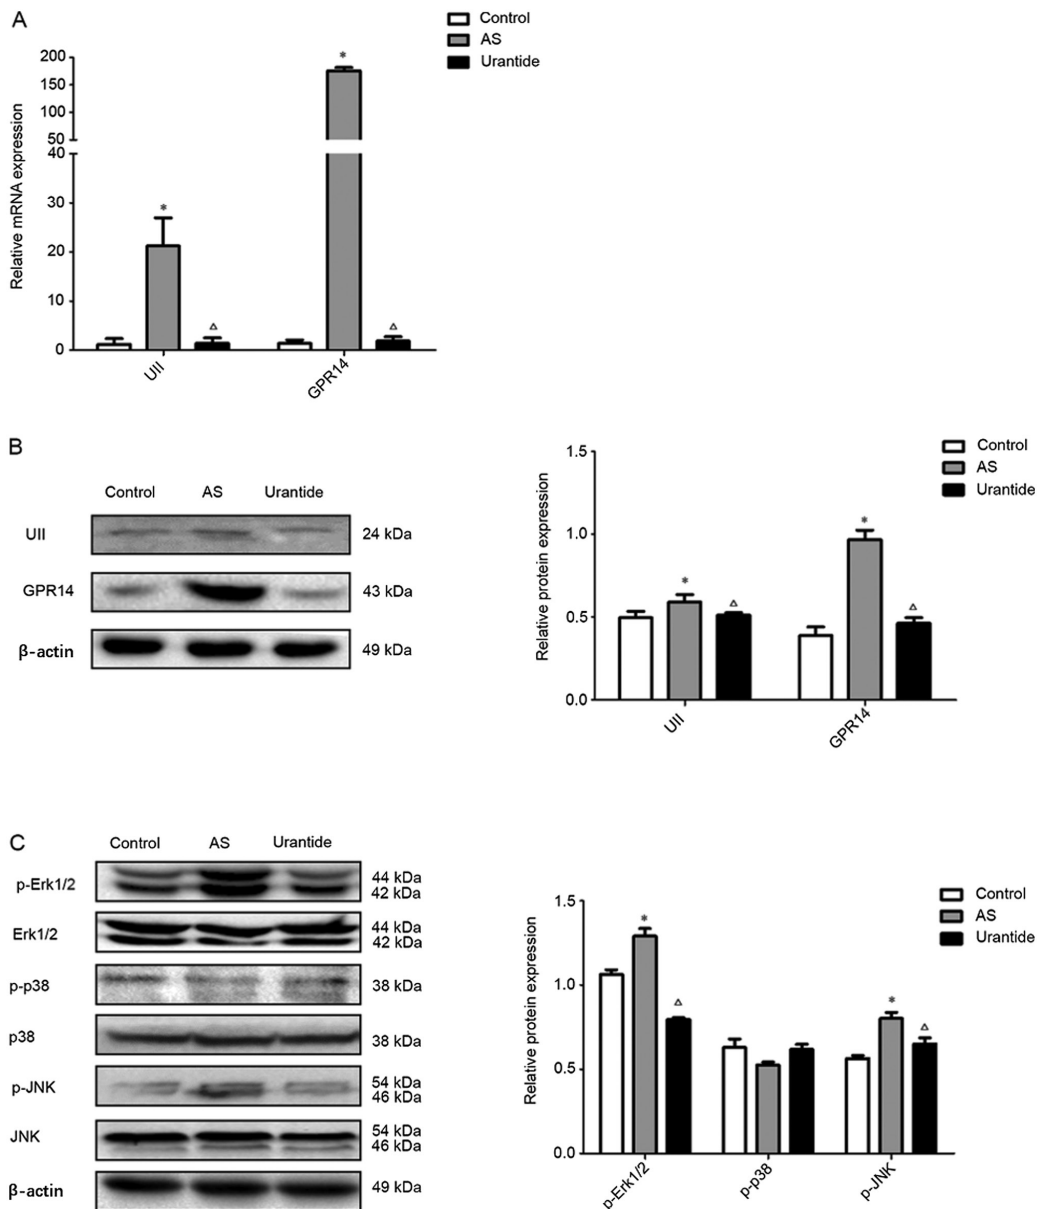 A
Control
AS
Urantide
Relative mRNA expression
200
150
100
50
40
30
20
10
0
*
△
*
△
UII
GPR14
B
Control AS Urantide
UII 24 kDa
GPR14 43 kDa
β-actin 49 kDa
Control
AS
Urantide
Relative protein expression
1.5
1.0
0.5
0.0
*
△
*
△
UII
GPR14
C
Control AS Urantide
p-Erk1/2 44 kDa
42 kDa
Erk1/2 44 kDa
42 kDa
p-p38 38 kDa
p38 38 kDa
p-JNK 54 kDa
46 kDa
JNK 54 kDa
46 kDa
β-actin 49 kDa
Control
AS
Urantide
Relative protein expression
1.5
1.0
0.5
0.0
*
△
*
△
p-Erk1/2
p-p38
p-JNK